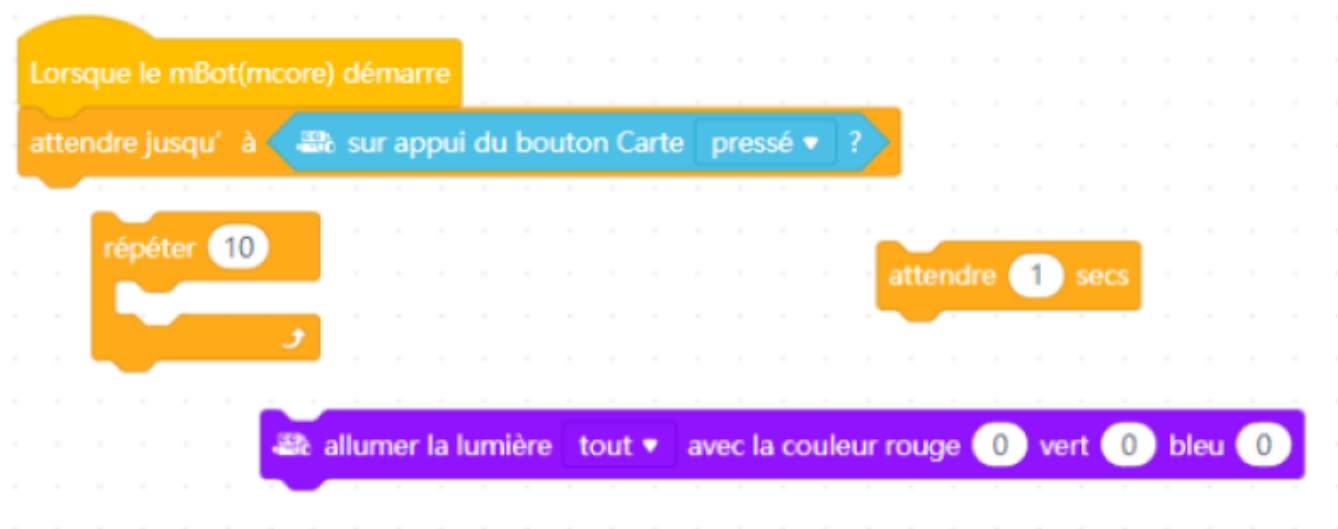 Lorsque le mBot(mcore) démarre
attendre jusqu' à sur appui du bouton Carte pressé ?
répéter 10
attendre 1 secs
allumer la lumière tout avec la couleur rouge 0 vert 0 bleu 0